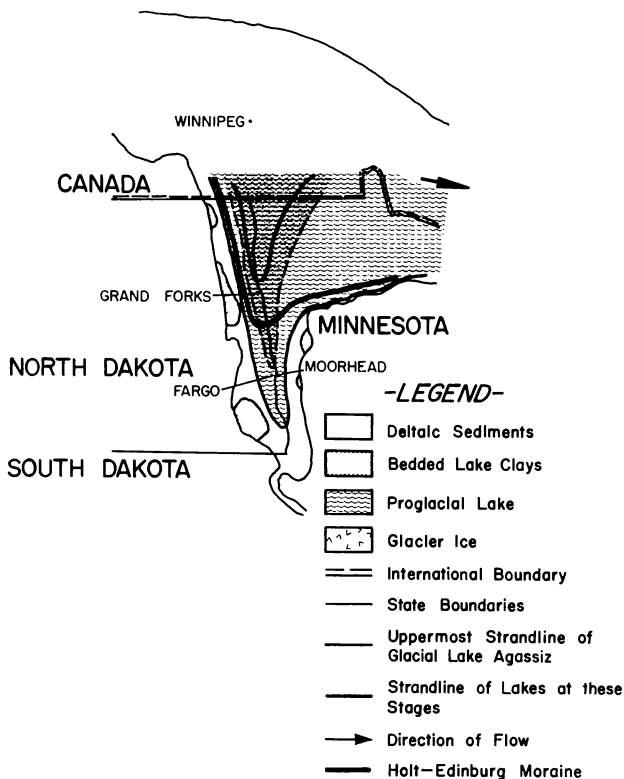 WINNIPEG
CANADA
GRAND FORKS
MINNESOTA
NORTH DAKOTA
MOORHEAD
FARGO
SOUTH DAKOTA
-LEGEND-
Deltaic Sediments
Bedded Lake Clays
Proglacial Lake
Glacier Ice
International Boundary
State Boundaries
Uppermost Strandline of
Glacial Lake Agassiz
Strandline of Lakes at these
Stages
Direction of Flow
Holt-Edinburg Moraine